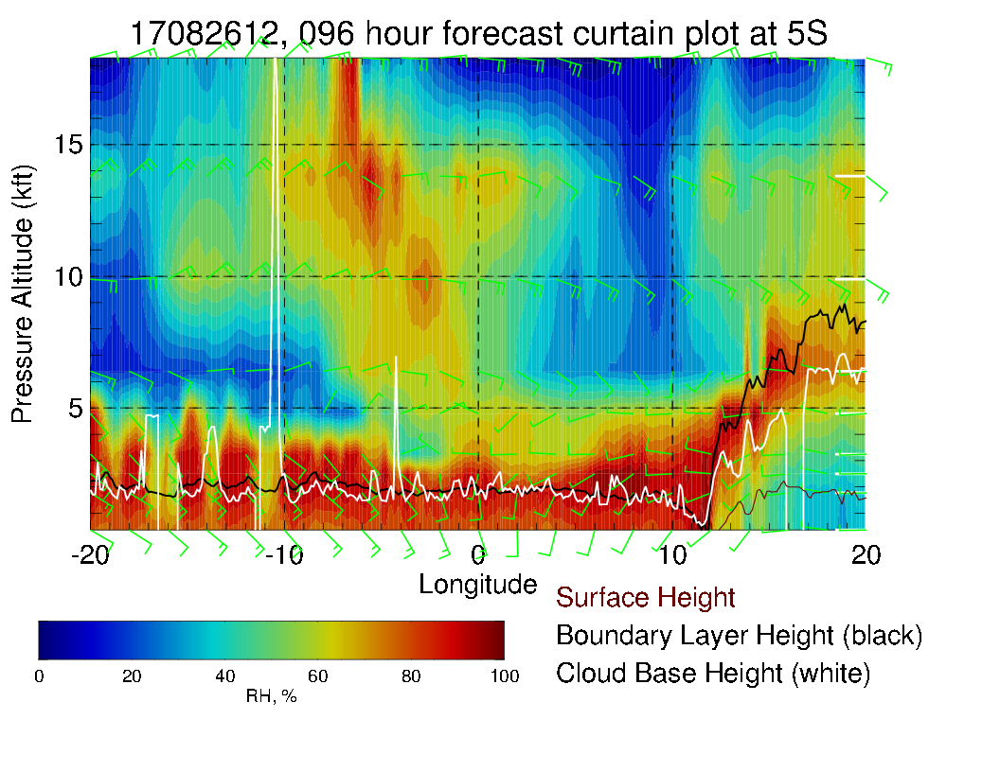 17082612, 096 hour forecast curtain plot at 5S
Pressure Altitude (kft)
15
10
5
-20 -10 0 10 20
Longitude
Surface Height
Boundary Layer Height (black)
Cloud Base Height (white)
0 20 40 60 80 100
RH, %